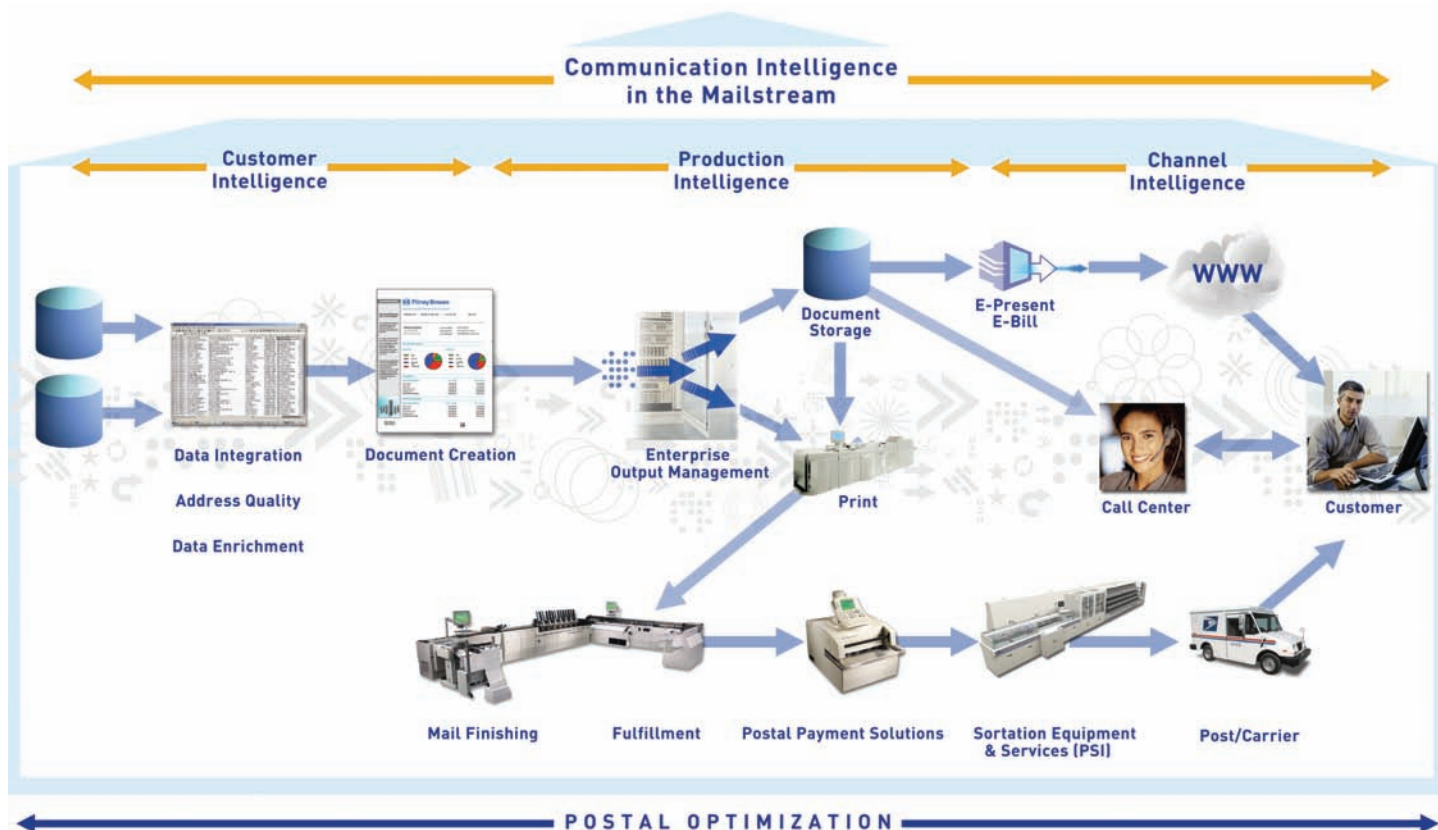 Communication Intelligence
in the Mailstream
Customer
Intelligence
Production
Intelligence
Channel
Intelligence
Pitney Bowes
WWW
E-Present
E-Bill
Document
Storage
Data Integration
Address Quality
Data Enrichment
Document Creation
Enterprise
Output Management
Print
Call Center
Customer
Mail Finishing
Fulfillment
Postal Payment Solutions
Sortation Equipment
& Services (PSI)
Post/Carrier
POSTAL OPTIMIZATION